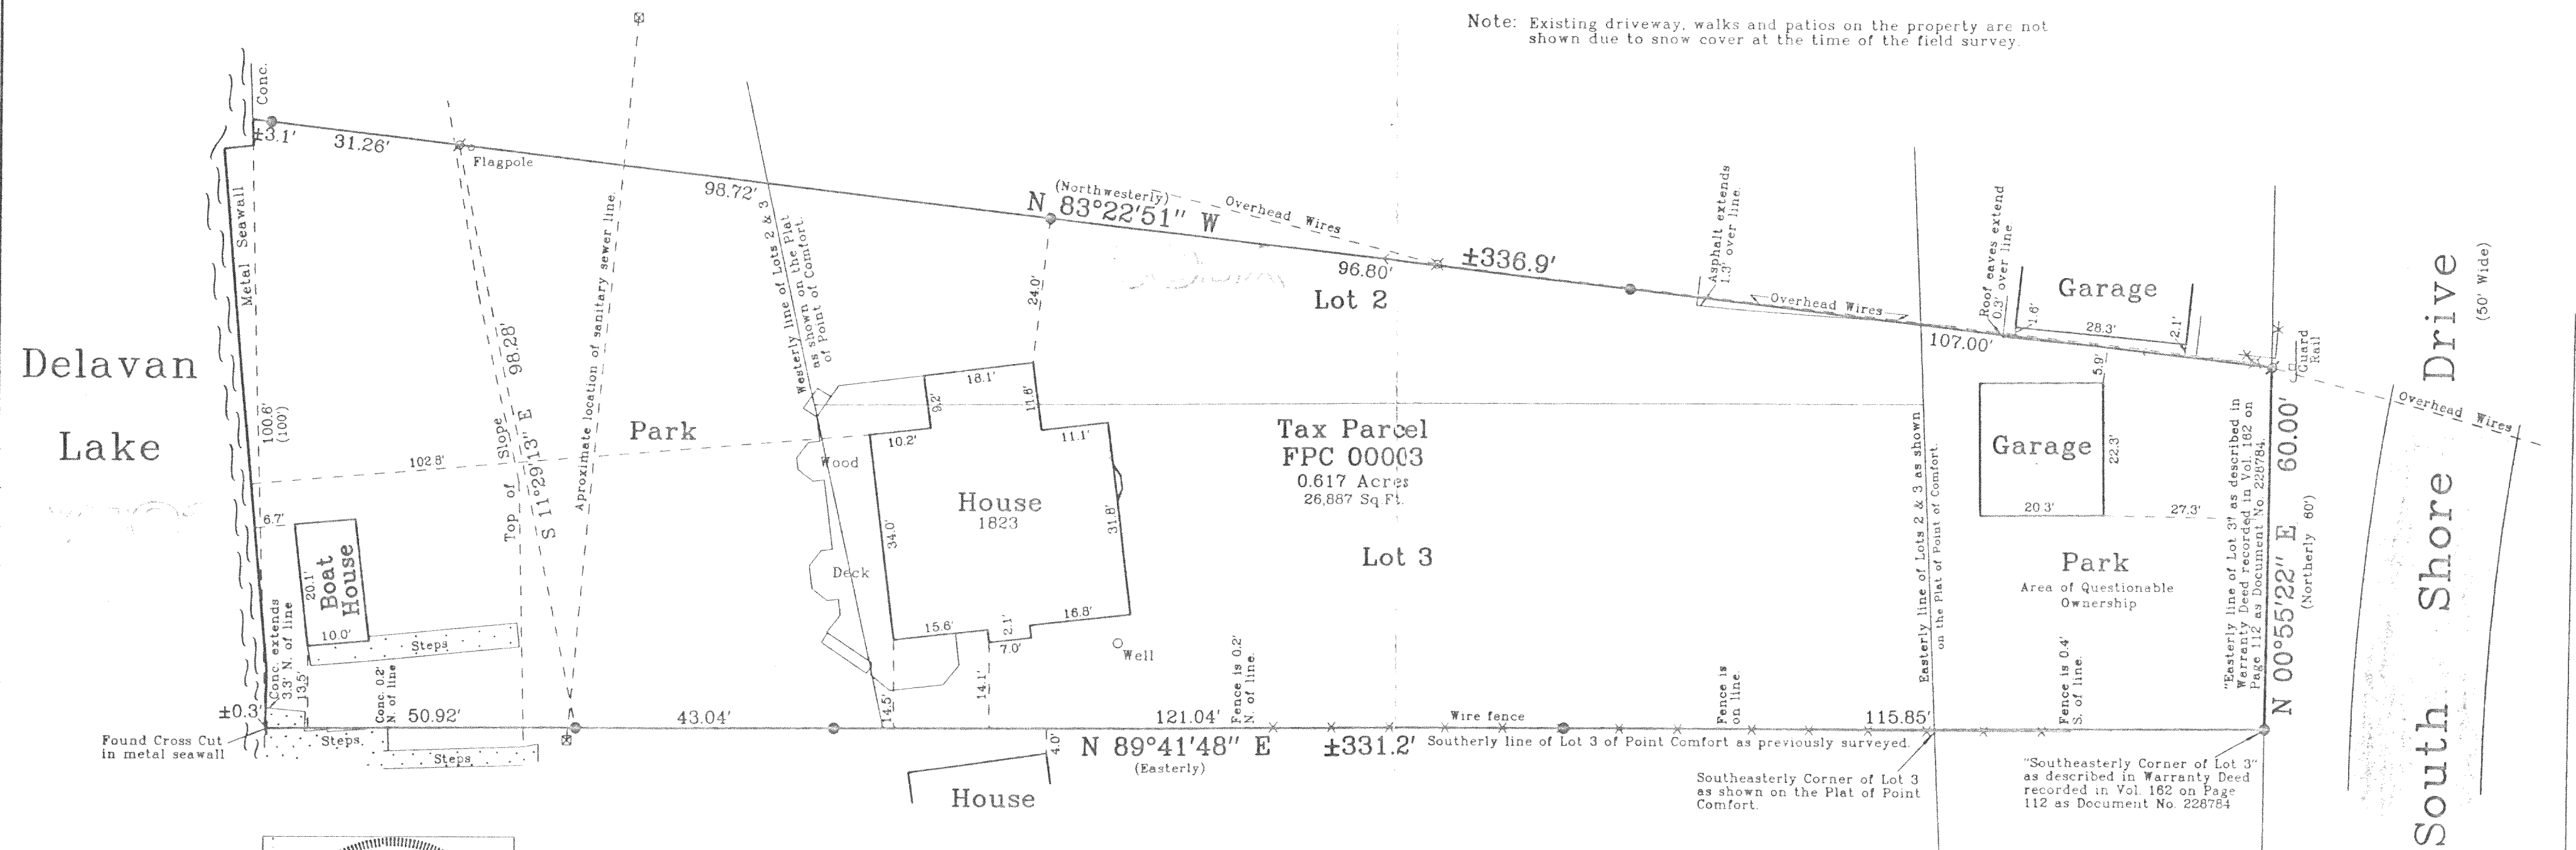 Note: Existing driveway, walks and patios on the property are not
shown due to snow cover at the time of the field survey.
Conc.
±3.1'
31.26'
Flagpole
98.72'
(Northwesterly)
N 83°22'51" W
Overhead Wires
96.80'
±336.9'
Lot 2
Asphalt extends
1.3' over line.
Overhead Wires
107.00'
Roof eaves extend
0.3' over line
Garage
1.6'
28.3'
2.1'
5.9'
Guard
Rail
Overhead Wires
South Shore Drive
(50' Wide)
Delavan
Lake
Metal Seawall
100.6'
(100')
102.8'
Top of Slope
S 11°29'13" E 98.28'
Aproximate location of sanitary sewer line.
Park
Westerly line of Lots 2 & 3
as shown on the Plat
of Point of Comfort.
24.0'
18.1'
9.2'
11.6'
10.2'
11.1'
Wood
Deck
House
1823
34.0'
31.8'
15.6'
2.1'
7.0'
16.8'
Well
14.5'
14.1'
Tax Parcel
FPC 00003
0.617 Acres
26,887 Sq.Ft.
Lot 3
Easterly line of Lots 2 & 3 as shown
on the Plat of Point of Comfort.
Garage
22.3'
20.3'
27.3'
Park
Area of Questionable
Ownership
"Easterly line of Lot 3" as described in
Warranty Deed recorded in Vol. 162 on
Page 112 as Document No. 228784.
N 00°55'22" E 60.00'
(Northerly 60')
6.7'
Boat
House
20.1'
10.0'
Steps
Conc. extends
3.3' N. of line
13.5'
Conc. 0.2'
N. of line
±0.3'
50.92'
43.04'
121.04'
Fence is 0.2'
N. of line.
Wire fence
Fence is
on line.
115.85'
Fence is 0.4'
S. of line.
Found Cross Cut
in metal seawall
Steps
Steps
4.0'
House
N 89°41'48" E ±331.2'
(Easterly)
Southerly line of Lot 3 of Point Comfort as previously surveyed.
Southeasterly Corner of Lot 3
as shown on the Plat of Point
Comfort.
"Southeasterly Corner of Lot 3"
as described in Warranty Deed
recorded in Vol. 162 on Page
112 as Document No. 228784